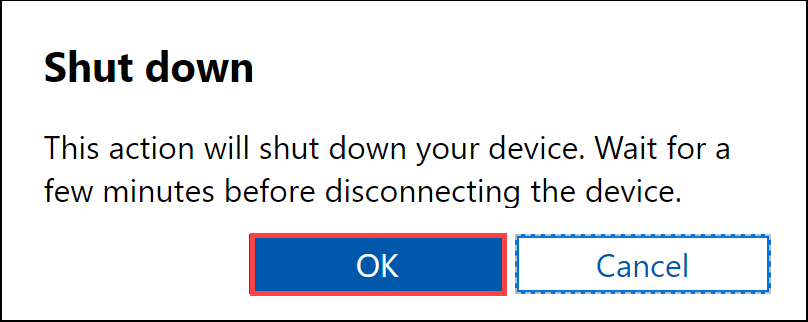 Shut down
This action will shut down your device. Wait for a
few minutes before disconnecting the device.
OK
Cancel